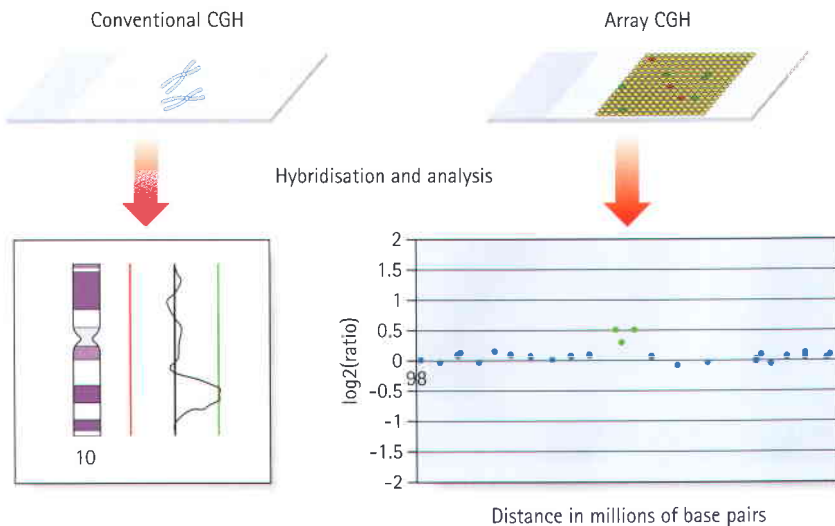 Conventional CGH
Array CGH
Hybridisation and analysis
10
log2(ratio)
2
1.5
1
0.5
0
98
-0.5
-1
-1.5
-2
Distance in millions of base pairs